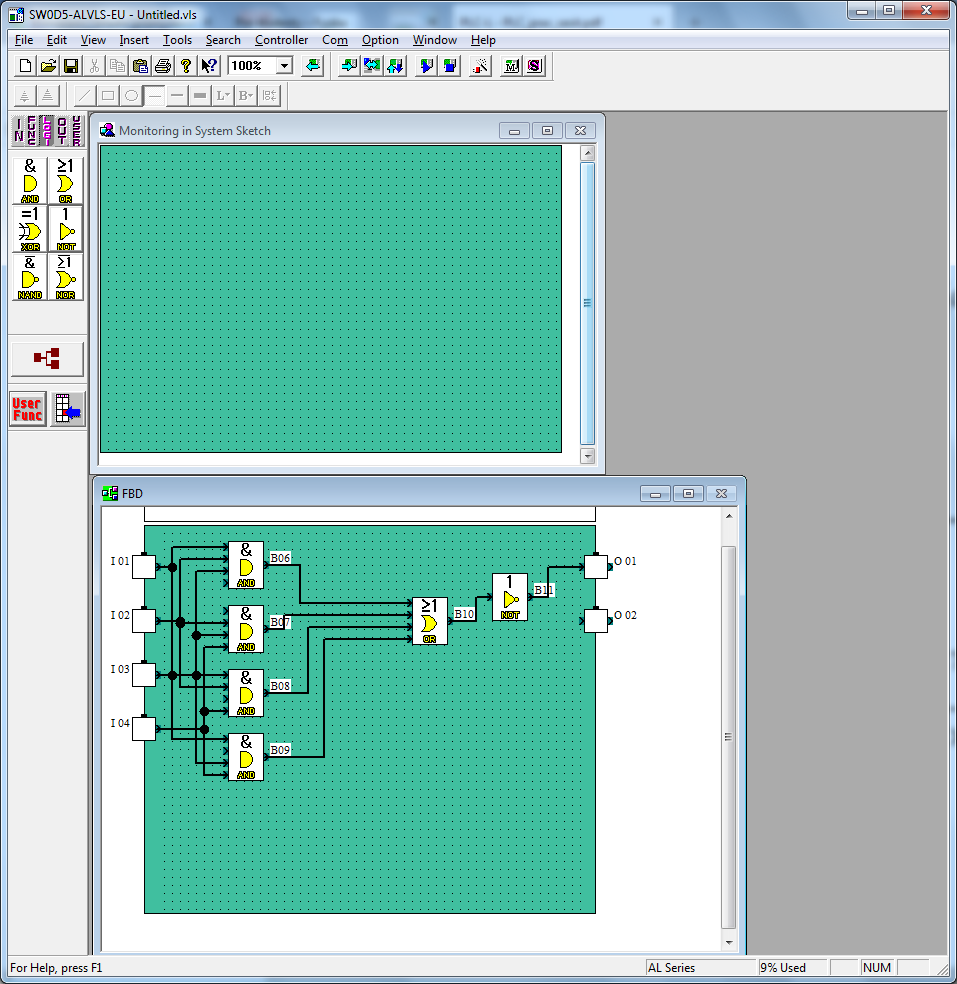 SW0D5-ALVLS-EU - Untitled.vls
File Edit View Insert Tools Search Controller Com Option Window Help
100%
L B
IN FUNC LOGI OUT USER
Monitoring in System Sketch
& ≥1
AND OR
=1 1
XOR NOT
& ≥1
NAND NOR
User
Func
FBD
I 01
I 02
I 03
I 04
&
AND
B06
&
AND
B07
&
AND
B08
&
AND
B09
≥1
OR
B10
1
NOT
B11
O 01
O 02
For Help, press F1
AL Series
9% Used
NUM